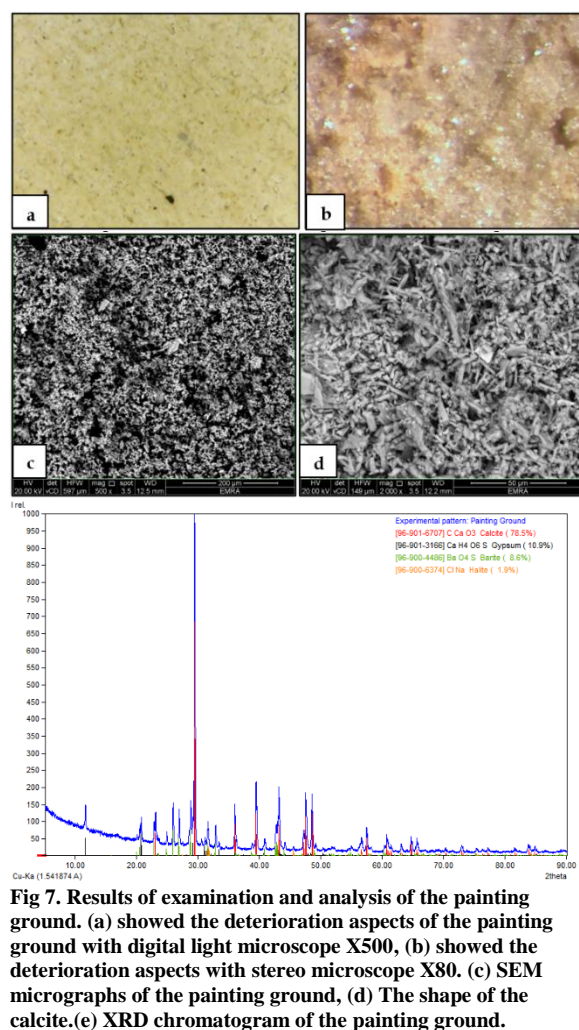 a
b
c
HV det HFW mag □ spot WD 200 µm
20.00 kV vCD 597 µm 500 x 3.5 12.5 mm EMRA
d
HV det HFW mag □ spot WD 50 µm
20.00 kV vCD 149 µm 2 000 x 3.5 12.2 mm EMRA
I rel.
1000
950
900
850
800
750
700
650
600
550
500
450
400
350
300
250
200
150
100
50
Experimental pattern: Painting Ground
[96-901-6707] C Ca O3 Calcite ( 78.5%)
[96-901-3166] Ca H4 O6 S Gypsum ( 10.9%)
[96-900-4486] Ba O4 S Barite ( 8.6%)
[96-900-6374] Cl Na Halite ( 1.9%)
10.00 20.00 30.00 40.00 50.00 60.00 70.00 80.00 90.00
Cu-Ka (1.541874 A) 2theta
Fig 7. Results of examination and analysis of the painting
ground. (a) showed the deterioration aspects of the painting
ground with digital light microscope X500, (b) showed the
deterioration aspects with stereo microscope X80. (c) SEM
micrographs of the painting ground, (d) The shape of the
calcite.(e) XRD chromatogram of the painting ground.